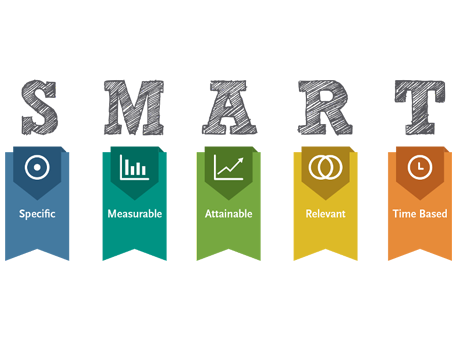 S M A R T
Specific
Measurable
Attainable
Relevant
Time Based